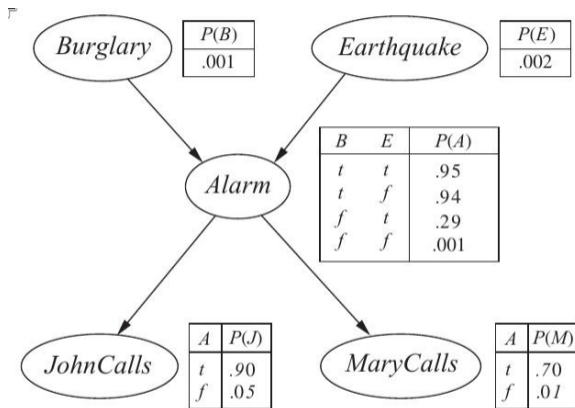 Burglary
P(B)
.001
Earthquake
P(E)
.002
B E P(A)
t t .95
t f .94
f t .29
f f .001
Alarm
JohnCalls
A P(J)
t .90
f .05
MaryCalls
A P(M)
t .70
f .01